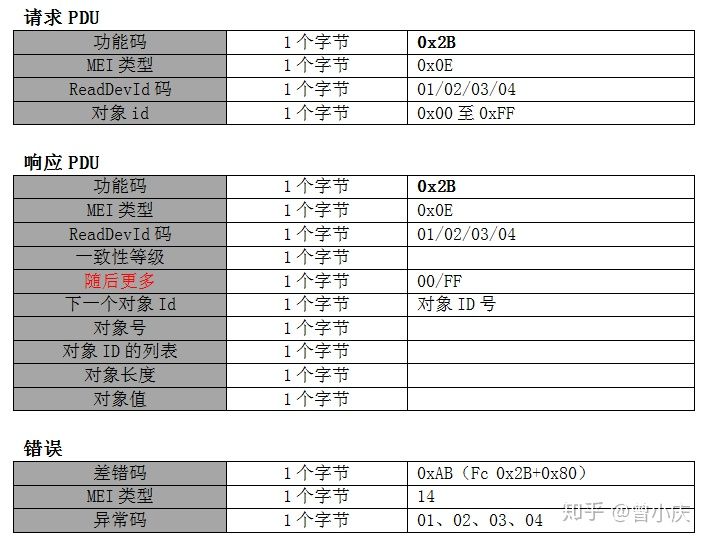 请求 PDU
功能码 1 个字节 0x2B
MEI 类型 1 个字节 0x0E
ReadDevId 码 1 个字节 01/02/03/04
对象 id 1 个字节 0x00 至 0xFF
响应 PDU
功能码 1 个字节 0x2B
MEI 类型 1 个字节 0x0E
ReadDevId 码 1 个字节 01/02/03/04
一致性等级 1 个字节
随后更多 1 个字节 00/FF
下一个对象 Id 1 个字节 对象 ID 号
对象号 1 个字节
对象 ID 的列表 1 个字节
对象长度 1 个字节
对象值 1 个字节
错误
差错码 1 个字节 0xAB（Fc 0x2B+0x80）
MEI 类型 1 个字节 14
异常码 1 个字节 01、02、03、04
知乎 @曾小庆